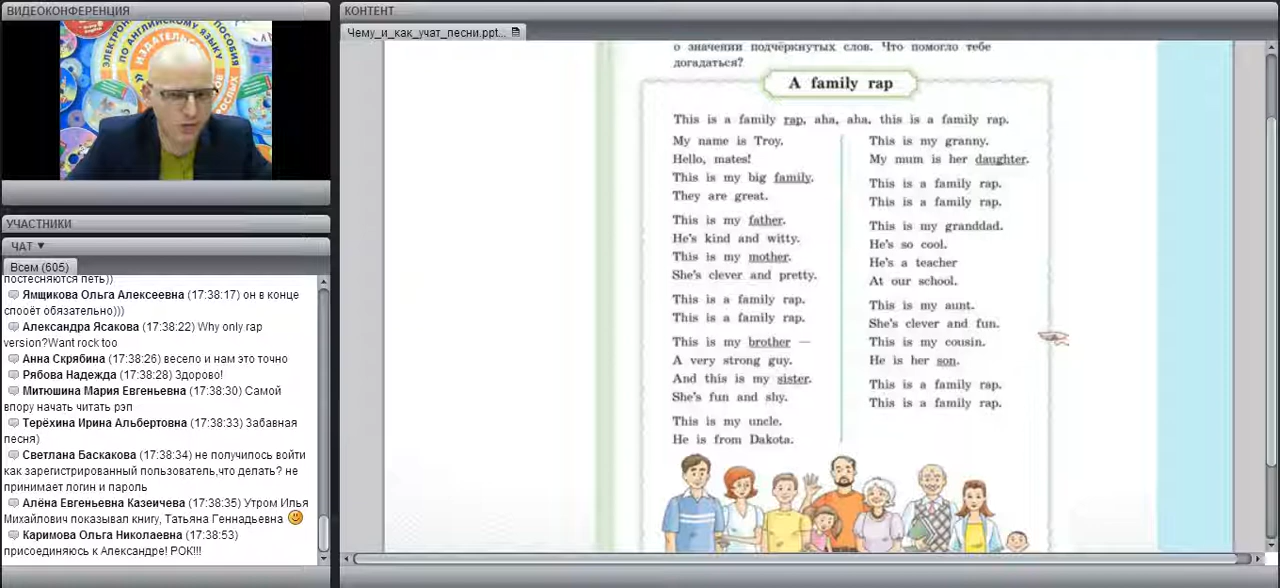 ВИДЕОКОНФЕРЕНЦИЯ
ЭЛЕКТРОН
ПО АНГЛИЙСКОМУ ЯЗЫКУ
ПОСОБИЯ
ИЗДАТЕЛЬС
УЧАСТНИКИ
ЧАТ ▼
Всем (605)
постесняются петь))
Ямщикова Ольга Алексеевна (17:38:17) он в конце
спооёт обязательно)))
Александра Ясакова (17:38:22) Why only rap
version?Want rock too
Анна Скрябина (17:38:26) весело и нам это точно
Рябова Надежда (17:38:28) Здорово!
Митюшина Мария Евгеньевна (17:38:30) Самой
впору начать читать рэп
Терёхина Ирина Альбертовна (17:38:33) Забавная
песня)
Светлана Баскакова (17:38:34) не получилось войти
как зарегистрированный пользователь,что делать? не
принимает логин и пароль
Алёна Евгеньевна Казеичева (17:38:35) Утром Илья
Михайлович показывал книгу, Татьяна Геннадьевна
Каримова Ольга Николаевна (17:38:53)
присоединяюсь к Александре! РОК!!!
КОНТЕНТ
Чему_и_как_учат_песни.ppt...
о значении подчёркнутых слов. Что помогло тебе
догадаться?
A family rap
This is a family rap, aha, aha, this is a family rap.
My name is Troy.
Hello, mates!
This is my big family.
They are great.
This is my father.
He's kind and witty.
This is my mother.
She's clever and pretty.
This is a family rap.
This is a family rap.
This is my brother —
A very strong guy.
And this is my sister.
She's fun and shy.
This is my uncle.
He is from Dakota.
This is my granny.
My mum is her daughter.
This is a family rap.
This is a family rap.
This is my granddad.
He's so cool.
He's a teacher
At our school.
This is my aunt.
She's clever and fun.
This is my cousin.
He is her son.
This is a family rap.
This is a family rap.